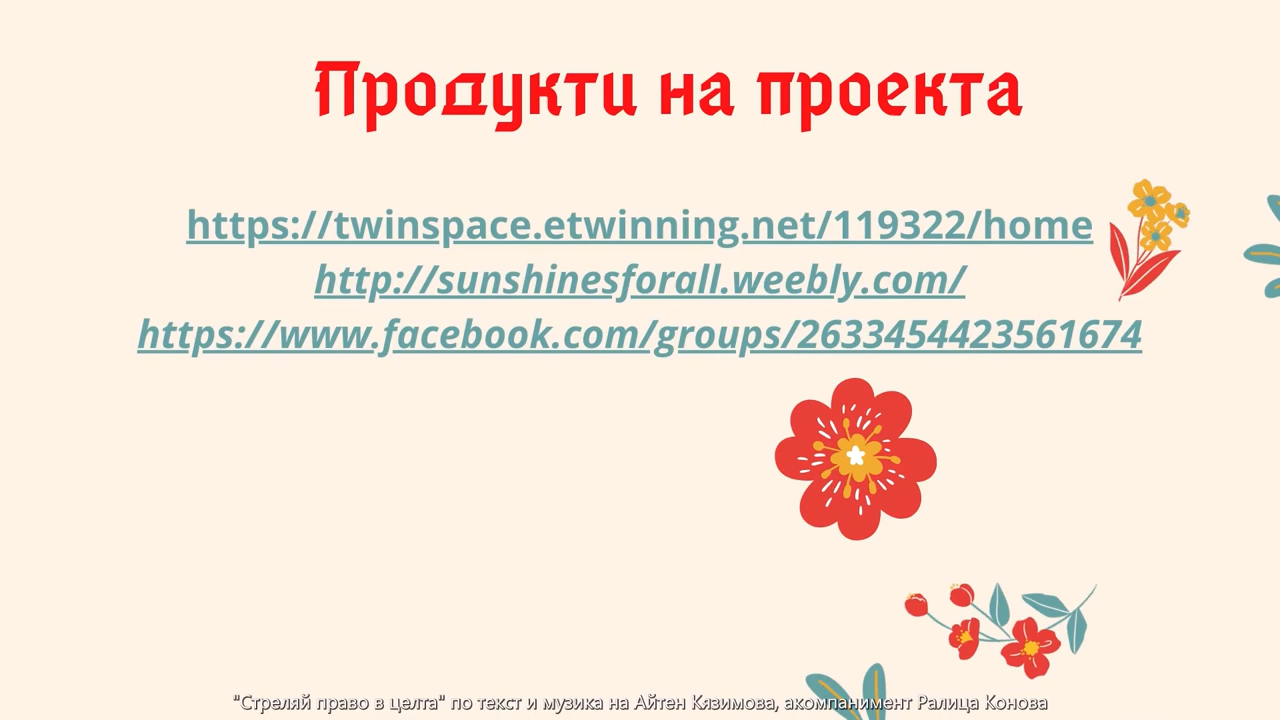 Продукти на проекта
https://twinspace.etwinning.net/119322/home
http://sunshinesforall.weebly.com/
https://www.facebook.com/groups/2633454423561674
"Стреляй право в целта" по текст и музика на Айтен Кязимова, акомпанимент Ралица Конова